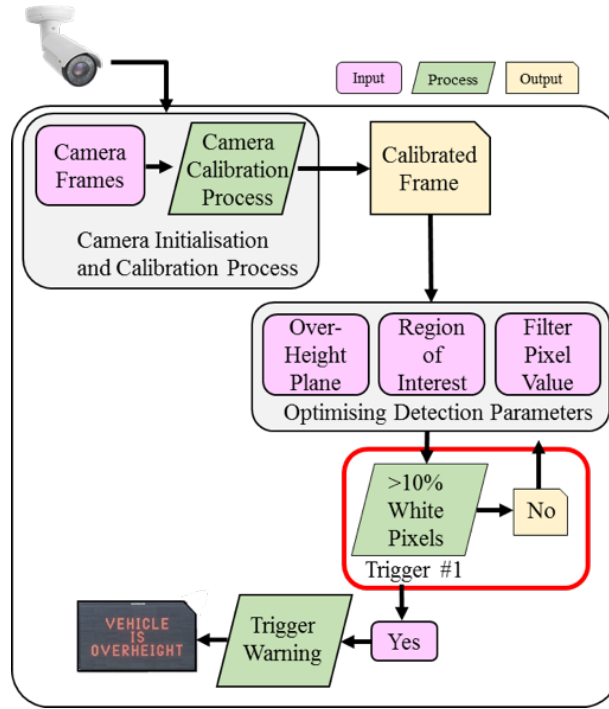 Input
Process
Output
Camera
Frames
Camera
Calibration
Process
Calibrated
Frame
Camera Initialisation
and Calibration Process
Over-
Height
Plane
Region
of
Interest
Filter
Pixel
Value
Optimising Detection Parameters
>10%
White
Pixels
No
Trigger #1
VEHICLE
IS
OVERHEIGHT
Trigger
Warning
Yes